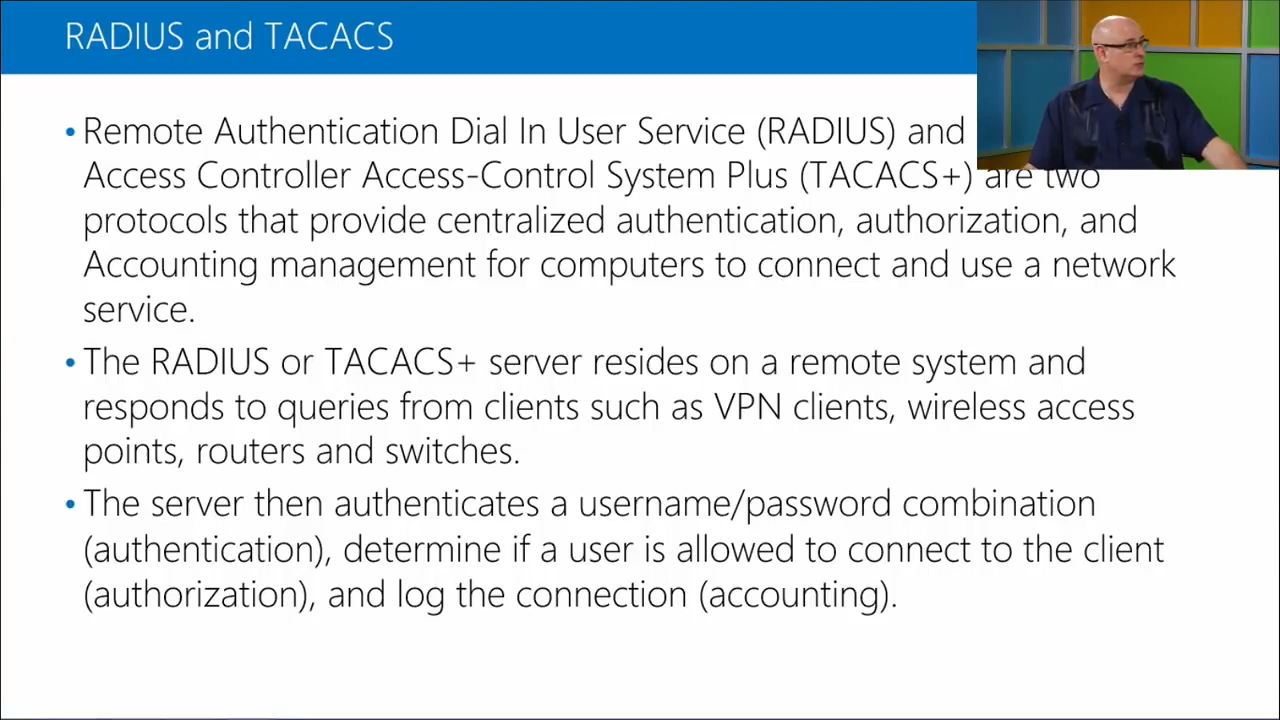 RADIUS and TACACS
• Remote Authentication Dial In User Service (RADIUS) and
Access Controller Access-Control System Plus (TACACS+) are two
protocols that provide centralized authentication, authorization, and
Accounting management for computers to connect and use a network
service.
• The RADIUS or TACACS+ server resides on a remote system and
responds to queries from clients such as VPN clients, wireless access
points, routers and switches.
• The server then authenticates a username/password combination
(authentication), determine if a user is allowed to connect to the client
(authorization), and log the connection (accounting).